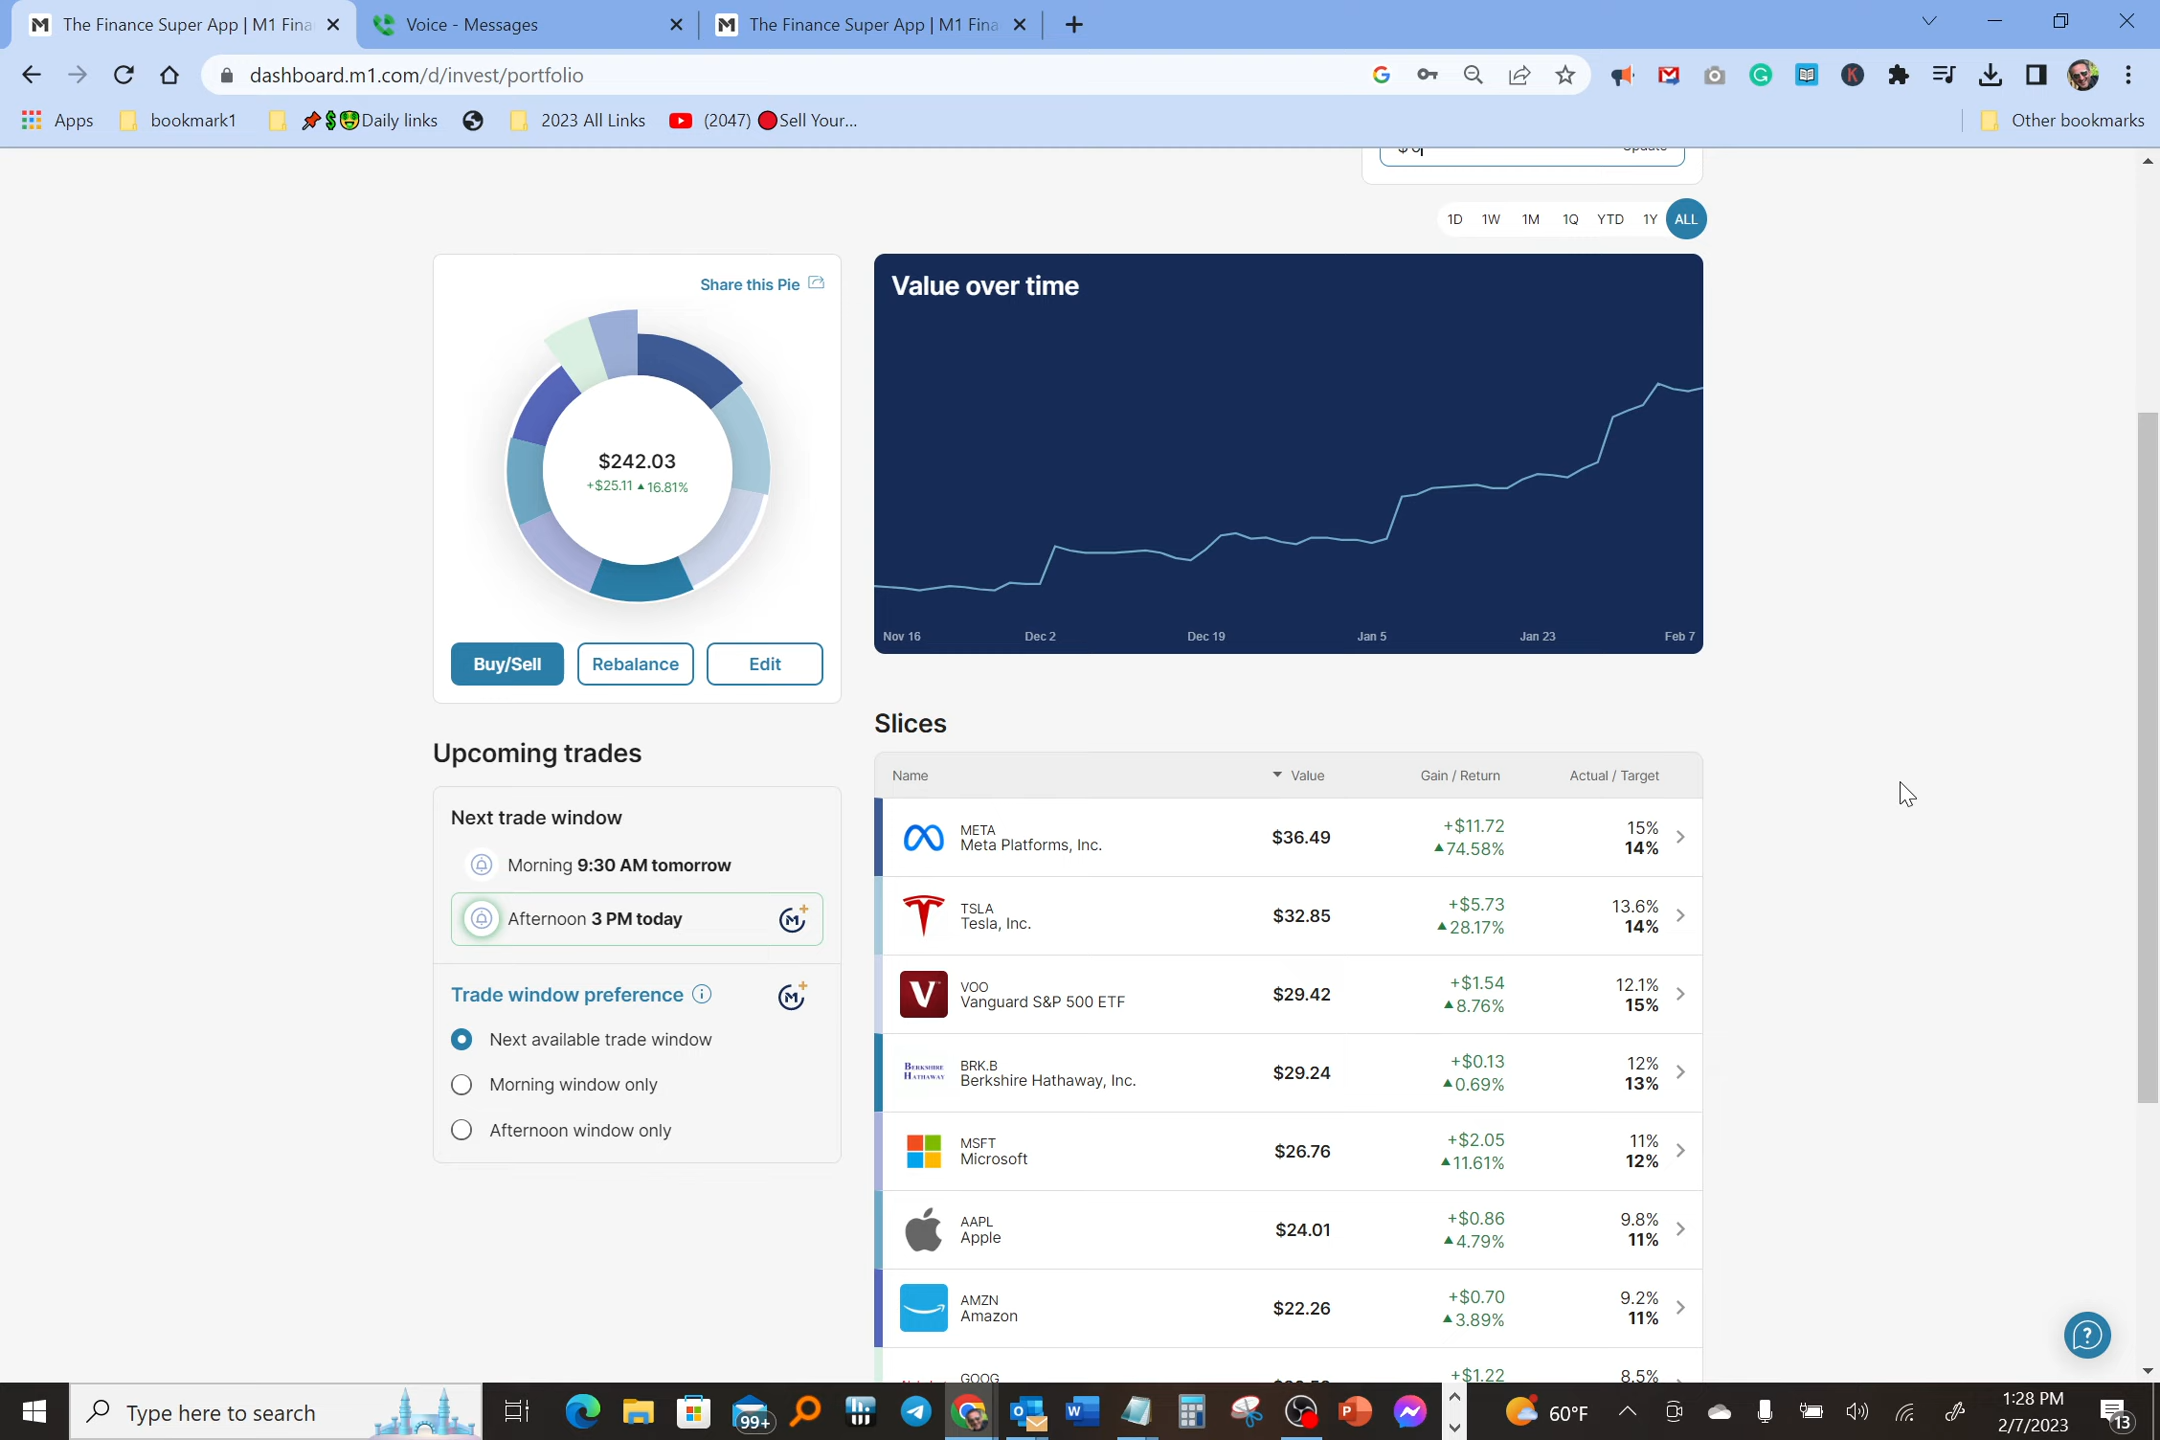 The Finance Super App | M1 Fina
Voice - Messages
The Finance Super App | M1 Fina
dashboard.m1.com/d/invest/portfolio
Apps
bookmark1
Daily links
2023 All Links
(2047) 🔴Sell Your...
Other bookmarks
Update
1D 1W 1M 1Q YTD 1Y ALL
Share this Pie
$242.03
+$25.11 ▲ 16.81%
Buy/Sell
Rebalance
Edit
Value over time
Nov 16 Dec 2 Dec 19 Jan 5 Jan 23 Feb 7
Upcoming trades
Next trade window
Morning 9:30 AM tomorrow
Afternoon 3 PM today
Trade window preference
Next available trade window
Morning window only
Afternoon window only
Slices
Name ▼ Value Gain / Return Actual / Target
META
Meta Platforms, Inc.
$36.49
+$11.72
▲74.58%
15%
14%
TSLA
Tesla, Inc.
$32.85
+$5.73
▲28.17%
13.6%
14%
VOO
Vanguard S&P 500 ETF
$29.42
+$1.54
▲8.76%
12.1%
15%
BERKSHIRE
HATHAWAY
BRK.B
Berkshire Hathaway, Inc.
$29.24
+$0.13
▲0.69%
12%
13%
MSFT
Microsoft
$26.76
+$2.05
▲11.61%
11%
12%
AAPL
Apple
$24.01
+$0.86
▲4.79%
9.8%
11%
AMZN
Amazon
$22.26
+$0.70
▲3.89%
9.2%
11%
GOOG
+$1.22
8.5%
Type here to search
99+
60°F
1:28 PM
2/7/2023
13